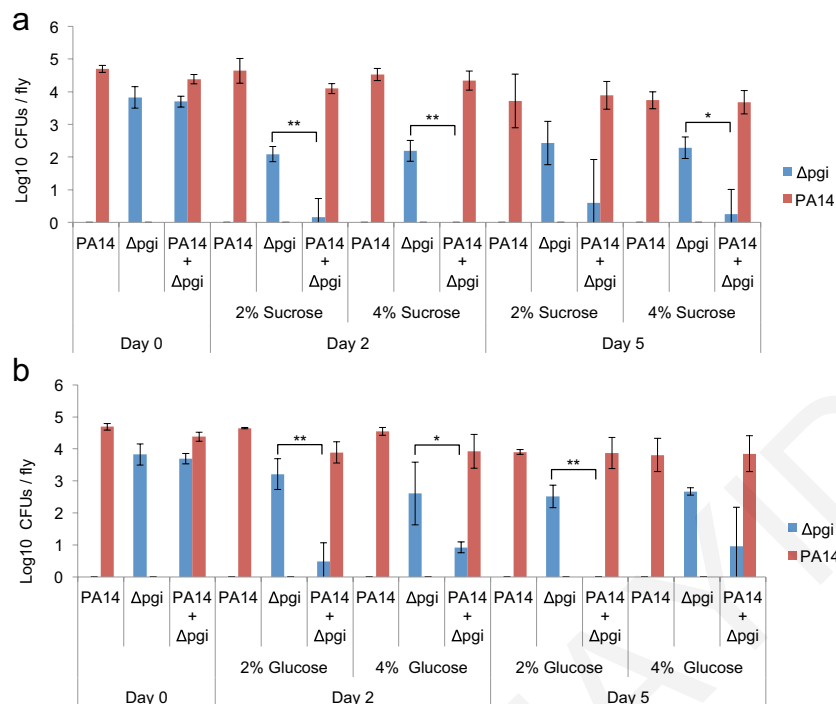 a
Log10 CFUs / fly
6
5
4
3
2
1
0
**
**
*
Δpgi
PA14
PA14 Δpgi PA14 + Δpgi PA14 Δpgi PA14 + Δpgi PA14 Δpgi PA14 + Δpgi PA14 Δpgi PA14 + Δpgi PA14 Δpgi PA14 + Δpgi
2% Sucrose 4% Sucrose 2% Sucrose 4% Sucrose
Day 0 Day 2 Day 5
b
Log10 CFUs / fly
6
5
4
3
2
1
0
**
*
**
Δpgi
PA14
PA14 Δpgi PA14 + Δpgi PA14 Δpgi PA14 + Δpgi PA14 Δpgi PA14 + Δpgi PA14 Δpgi PA14 + Δpgi PA14 Δpgi PA14 + Δpgi
2% Glucose 4% Glucose 2% Glucose 4% Glucose
Day 0 Day 2 Day 5